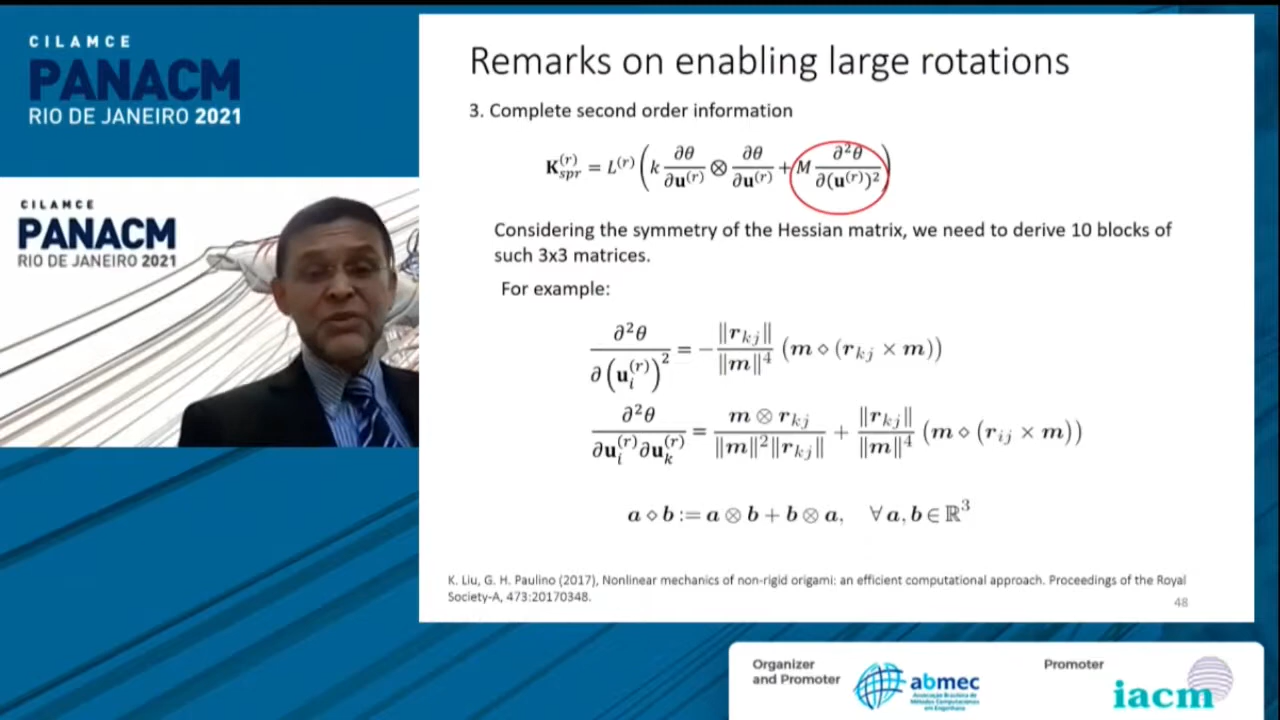 CILAMCE
PANACM
RIO DE JANEIRO 2021
CILAMCE
PANACM
RIO DE JANEIRO 2021
Remarks on enabling large rotations
3. Complete second order information
𝐊ₛₚᵣ⁽ʳ⁾ = L⁽ʳ⁾ (k ∂θ/∂𝐮⁽ʳ⁾ ⊗ ∂θ/∂𝐮⁽ʳ⁾ + M ∂²θ/∂(𝐮⁽ʳ⁾)²)
Considering the symmetry of the Hessian matrix, we need to derive 10 blocks of
such 3x3 matrices.
For example:
∂²θ/∂(𝐮ᵢ⁽ʳ⁾)² = − ‖r_kj‖/‖m‖⁴ (m ⋄ (r_kj × m))
∂²θ/∂𝐮ᵢ⁽ʳ⁾∂𝐮ₖ⁽ʳ⁾ = m ⊗ r_kj/‖m‖²‖r_kj‖ + ‖r_kj‖/‖m‖⁴ (m ⋄ (r_ij × m))
a ⋄ b := a ⊗ b + b ⊗ a, ∀ a, b ∈ ℝ³
K. Liu, G. H. Paulino (2017), Nonlinear mechanics of non-rigid origami: an efficient computational approach. Proceedings of the Royal
Society-A, 473:20170348.
48
Organizer
and Promoter
abmec
Promoter
iacm